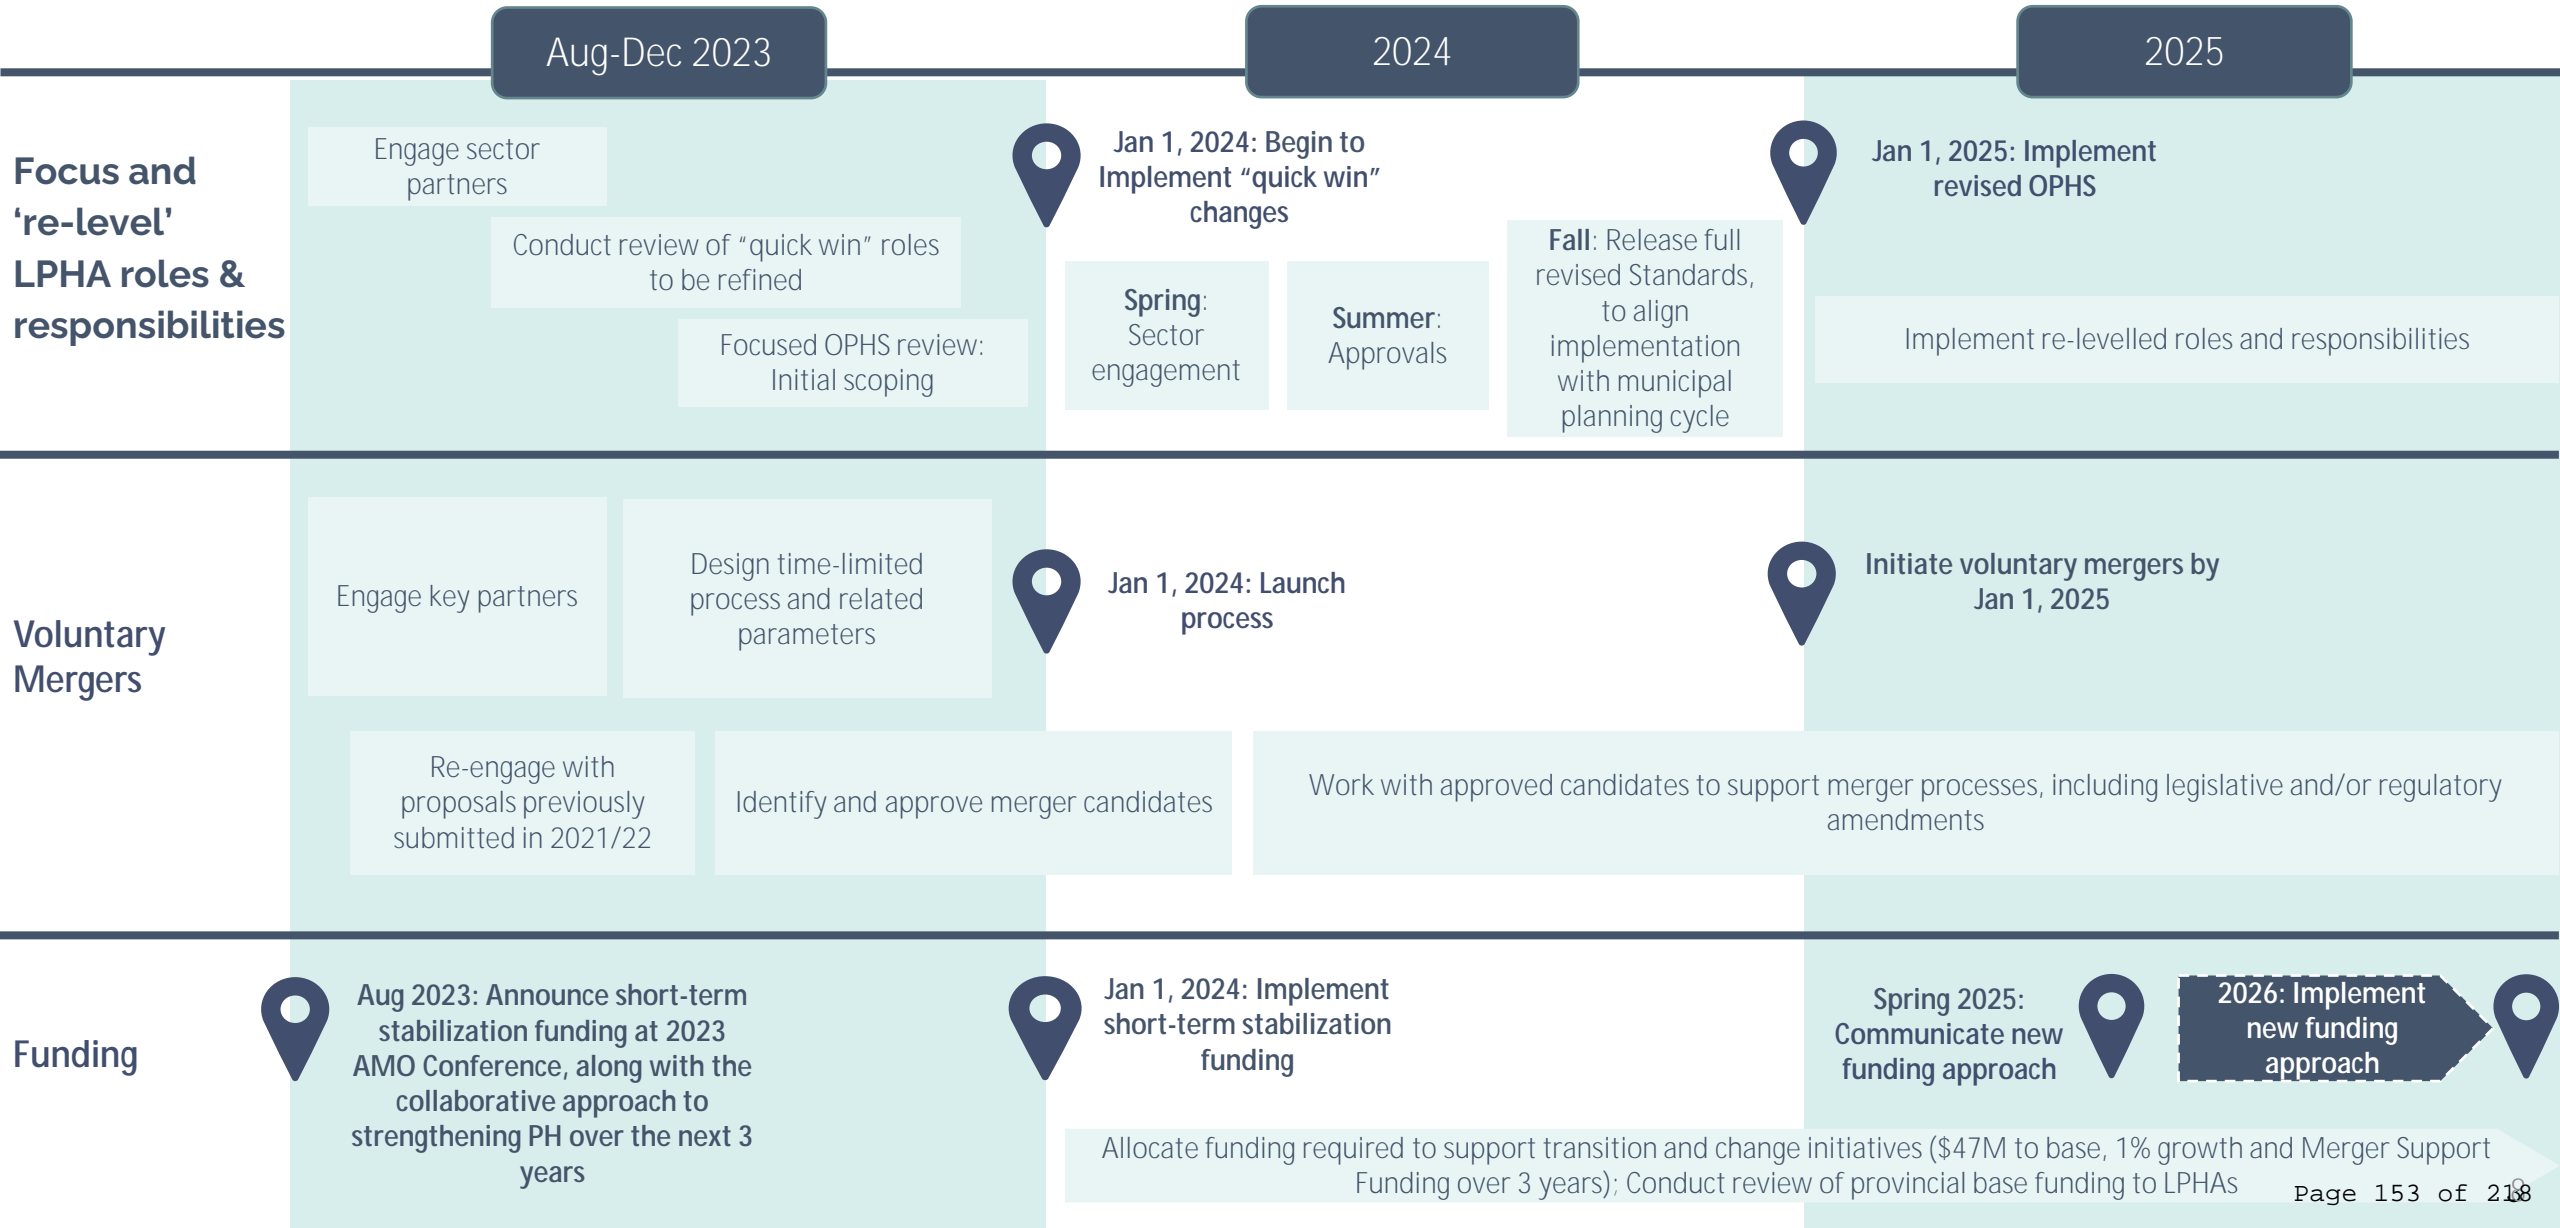 Aug-Dec 2023
2024
2025
Focus and
‘re-level’
LPHA roles &
responsibilities
Engage sector
partners
Conduct review of “quick win” roles
to be refined
Focused OPHS review:
Initial scoping
Jan 1, 2024: Begin to
Implement “quick win”
changes
Spring:
Sector
engagement
Summer:
Approvals
Fall: Release full
revised Standards,
to align
implementation
with municipal
planning cycle
Jan 1, 2025: Implement
revised OPHS
Implement re-levelled roles and responsibilities
Voluntary
Mergers
Engage key partners
Design time-limited
process and related
parameters
Jan 1, 2024: Launch
process
Initiate voluntary mergers by
Jan 1, 2025
Re-engage with
proposals previously
submitted in 2021/22
Identify and approve merger candidates
Work with approved candidates to support merger processes, including legislative and/or regulatory
amendments
Funding
Aug 2023: Announce short-term
stabilization funding at 2023
AMO Conference, along with the
collaborative approach to
strengthening PH over the next 3
years
Jan 1, 2024: Implement
short-term stabilization
funding
Spring 2025:
Communicate new
funding approach
2026: Implement
new funding
approach
Allocate funding required to support transition and change initiatives ($47M to base, 1% growth and Merger Support
Funding over 3 years); Conduct review of provincial base funding to LPHAs
Page 153 of 218
8